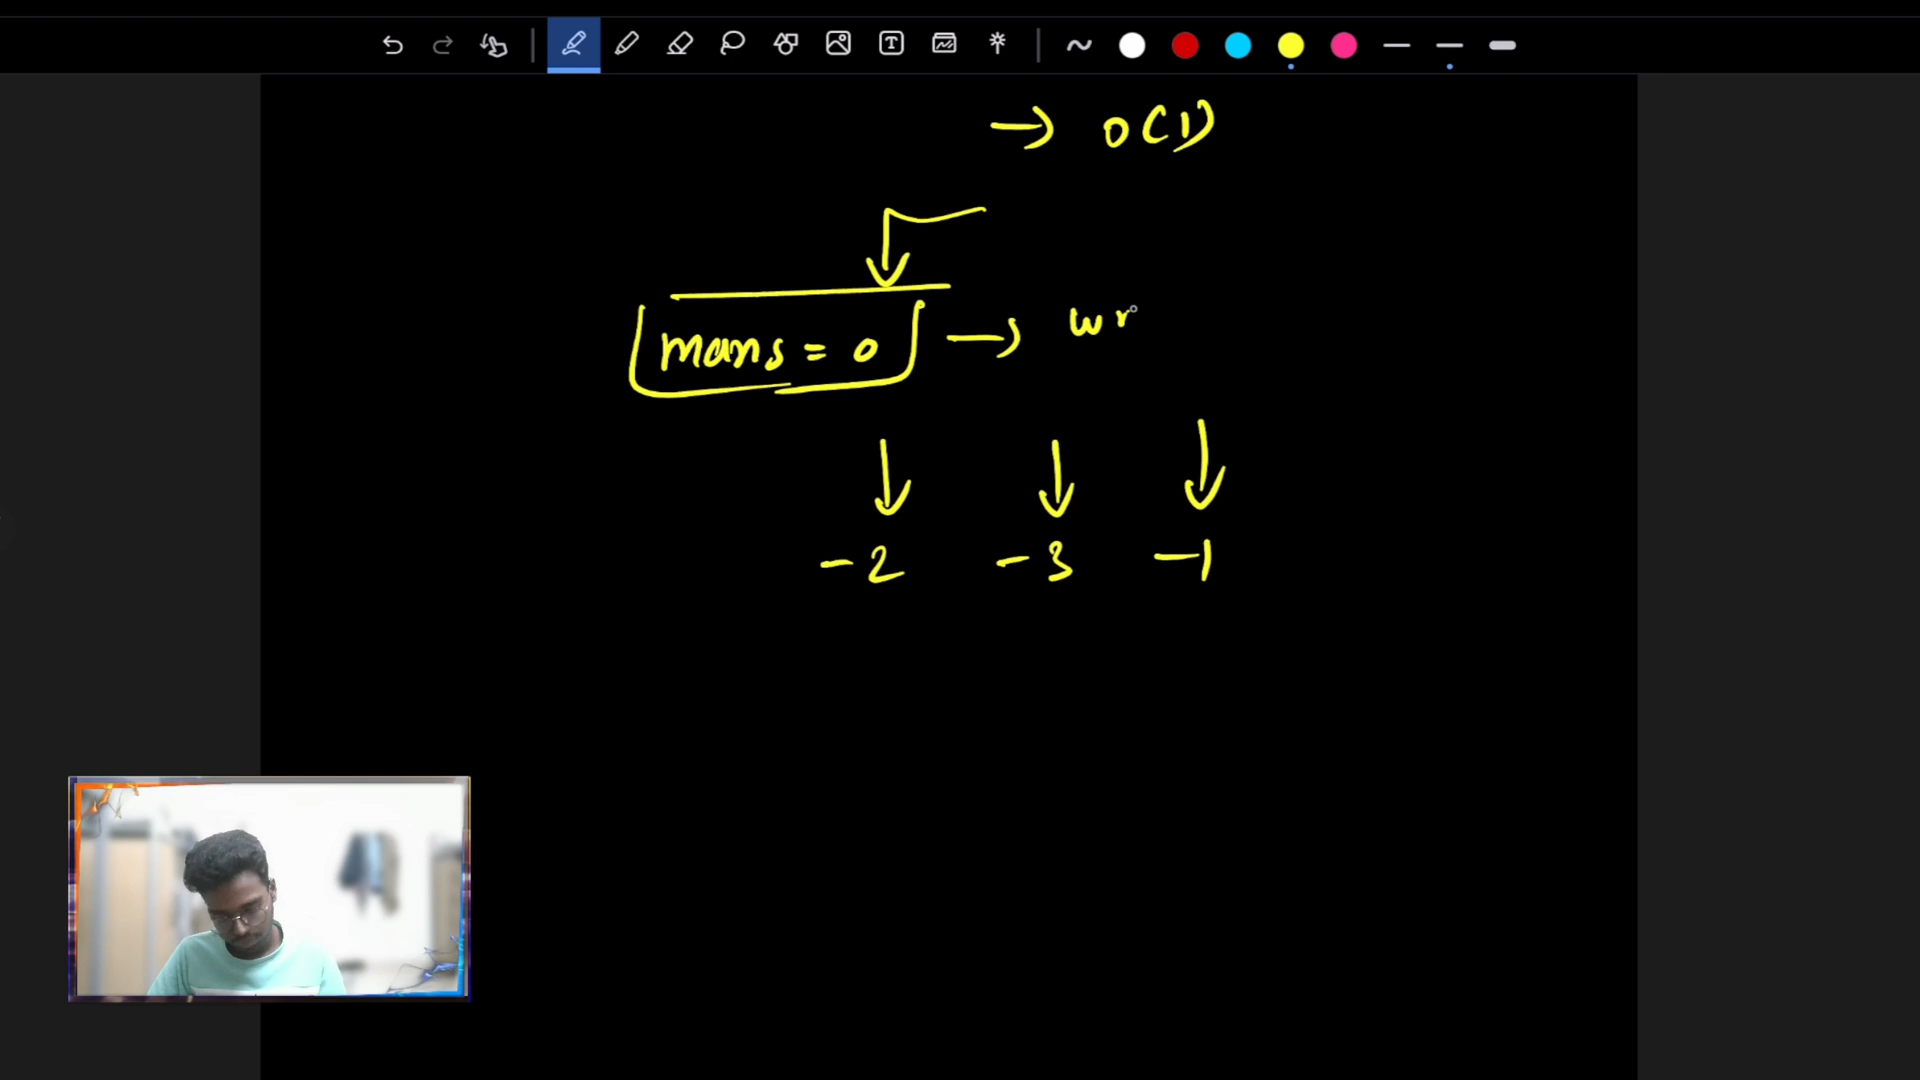 → O(1)
mans = 0 → wr
-2 -3 -1